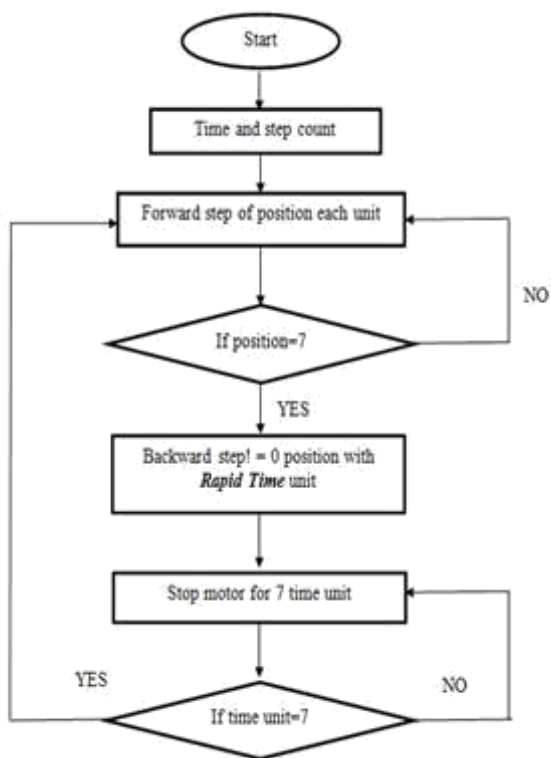 Start
Time and step count
Forward step of position each unit
NO
If position=7
YES
Backward step! = 0 position with
Rapid Time unit
Stop motor for 7 time unit
YES
NO
If time unit=7